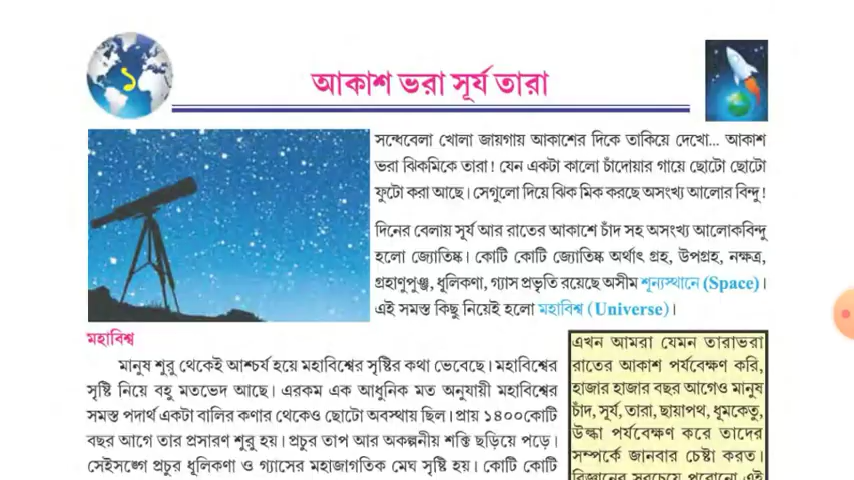 ১
আকাশ ভরা সূর্য তারা
সন্ধেবেলা খোলা জায়গায় আকাশের দিকে তাকিয়ে দেখো... আকাশ
ভরা ঝিকমিকে তারা! যেন একটা কালো চাঁদোয়ার গায়ে ছোটো ছোটো
ফুটো করা আছে। সেগুলো দিয়ে ঝিক মিক করছে অসংখ্য আলোর বিন্দু!
দিনের বেলায় সূর্য আর রাতের আকাশে চাঁদ সহ অসংখ্য আলোকবিন্দু
হলো জ্যোতিষ্ক। কোটি কোটি জ্যোতিষ্ক অর্থাৎ গ্রহ, উপগ্রহ, নক্ষত্র,
গ্রহাণুপুঞ্জ, ধূলিকণা, গ্যাস প্রভৃতি রয়েছে অসীম শূন্যস্থানে (Space)।
এই সমস্ত কিছু নিয়েই হলো মহাবিশ্ব (Universe)।
মহাবিশ্ব
মানুষ শুরু থেকেই আশ্চর্য হয়ে মহাবিশ্বের সৃষ্টির কথা ভেবেছে। মহাবিশ্বের
সৃষ্টি নিয়ে বহু মতভেদ আছে। এরকম এক আধুনিক মত অনুযায়ী মহাবিশ্বের
সমস্ত পদার্থ একটা বালির কণার থেকেও ছোটো অবস্থায় ছিল। প্রায় ১৪০০কোটি
বছর আগে তার প্রসারণ শুরু হয়। প্রচুর তাপ আর অকল্পনীয় শক্তি ছড়িয়ে পড়ে।
সেইসঙ্গে প্রচুর ধূলিকণা ও গ্যাসের মহাজাগতিক মেঘ সৃষ্টি হয়। কোটি কোটি
এখন আমরা যেমন তারাভরা
রাতের আকাশ পর্যবেক্ষণ করি,
হাজার হাজার বছর আগেও মানুষ
চাঁদ, সূর্য, তারা, ছায়াপথ, ধূমকেতু,
উল্কা পর্যবেক্ষণ করে তাদের
সম্পর্কে জানবার চেষ্টা করত।
বিজ্ঞানের সবচেয়ে পুরোনো এই